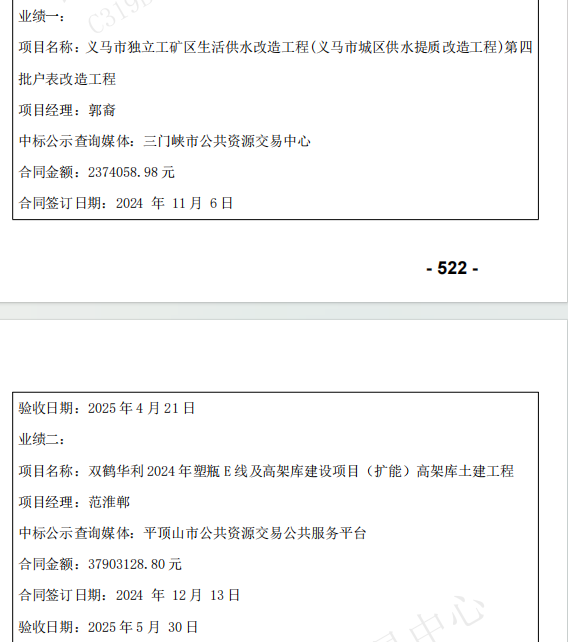 C319
业绩一：
项目名称：义马市独立工矿区生活供水改造工程(义马市城区供水提质改造工程)第四
批户表改造工程
项目经理：郭裔
中标公示查询媒体：三门峡市公共资源交易中心
合同金额：2374058.98 元
合同签订日期：2024 年 11 月 6 日
- 522 -
验收日期：2025 年 4 月 21 日
业绩二：
项目名称：双鹤华利 2024 年塑瓶 E 线及高架库建设项目（扩能）高架库土建工程
项目经理：范淮郸
中标公示查询媒体：平顶山市公共资源交易公共服务平台
合同金额：37903128.80 元
合同签订日期：2024 年 12 月 13 日
验收日期：2025 年 5 月 30 日
中心